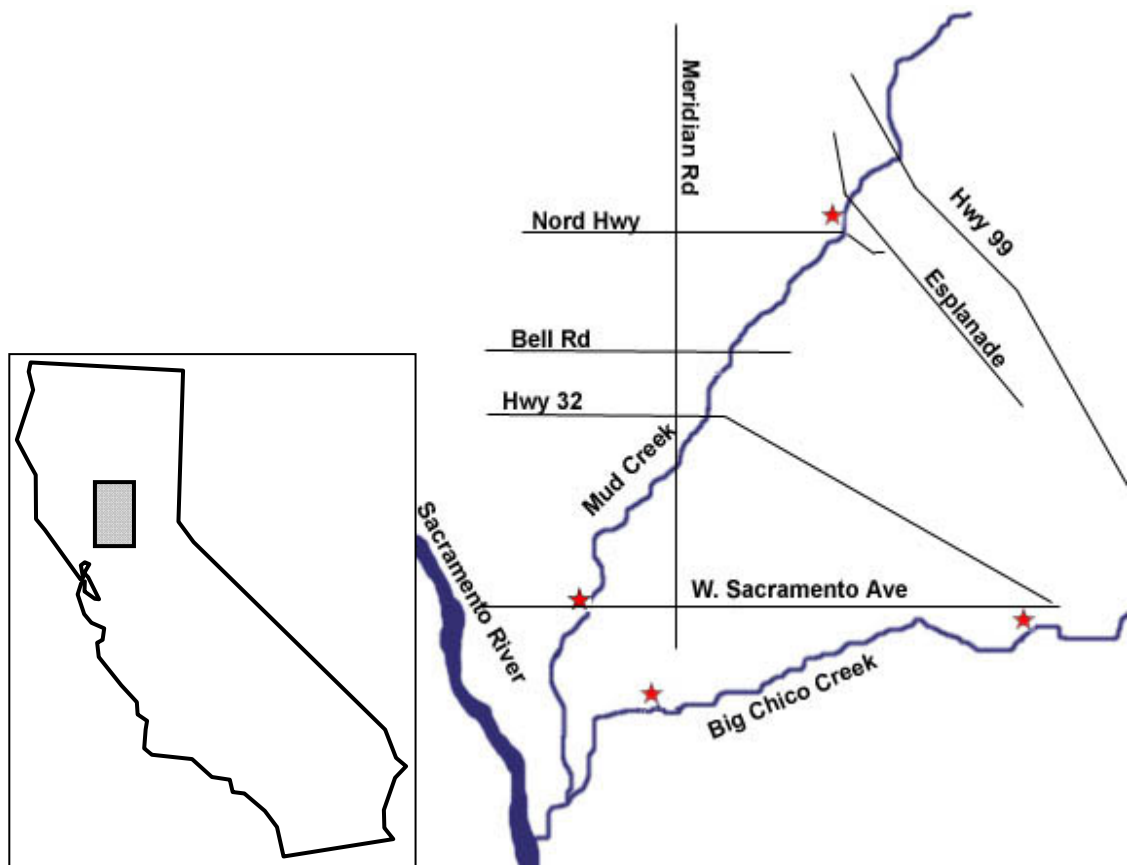 Meridian Rd
Nord Hwy
Hwy 99
Esplanade
Bell Rd
Hwy 32
Mud Creek
Sacramento River
W. Sacramento Ave
Big Chico Creek